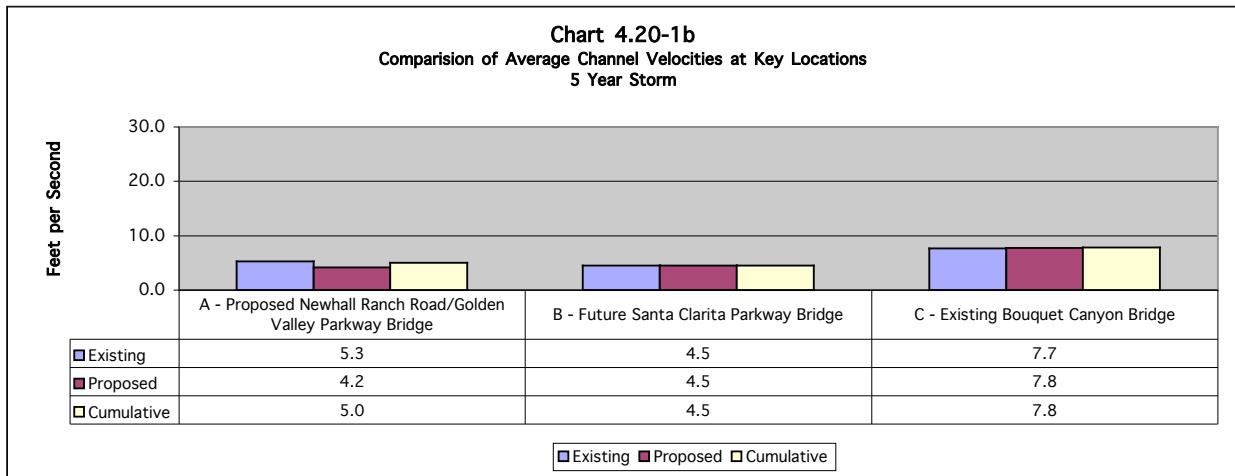 Chart 4.20-1b
Comparision of Average Channel Velocities at Key Locations
5 Year Storm
Feet per Second
30.0
20.0
10.0
0.0
A - Proposed Newhall Ranch Road/Golden
Valley Parkway Bridge
B - Future Santa Clarita Parkway Bridge
C - Existing Bouquet Canyon Bridge
Existing 5.3 4.5 7.7
Proposed 4.2 4.5 7.8
Cumulative 5.0 4.5 7.8
Existing Proposed Cumulative